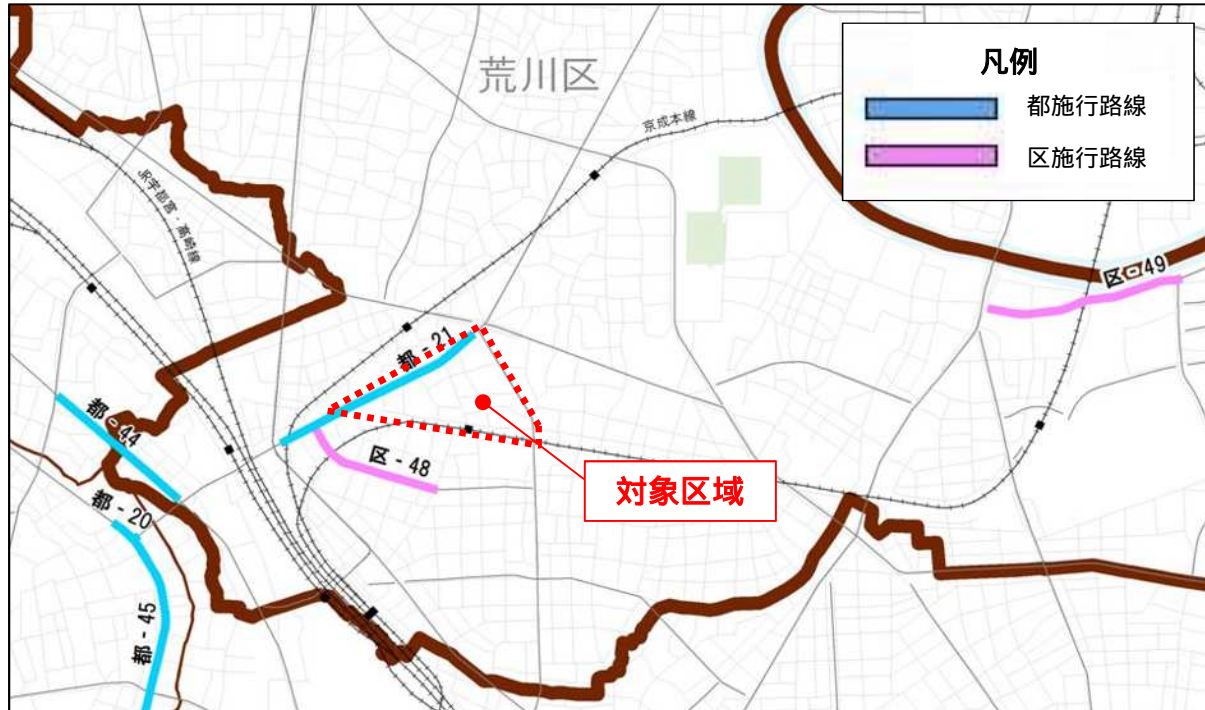 荒川区
凡例
都施行路線
区施行路線
京成本線
JR宇都宮・高崎線
区-49
都-21
都-44
区-48
対象区域
都-20
都-45